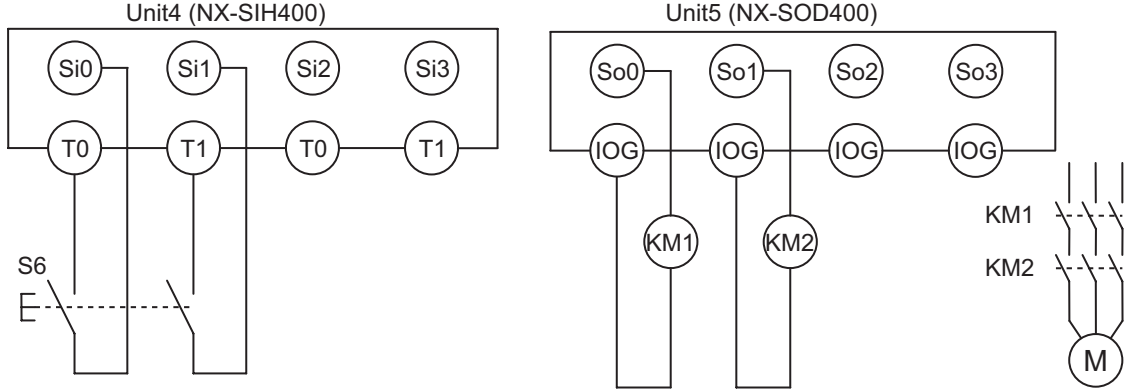 Unit4 (NX-SIH400)
Si0 Si1 Si2 Si3
T0 T1 T0 T1
S6
Unit5 (NX-SOD400)
So0 So1 So2 So3
IOG IOG IOG IOG
KM1 KM2
KM1
KM2
M